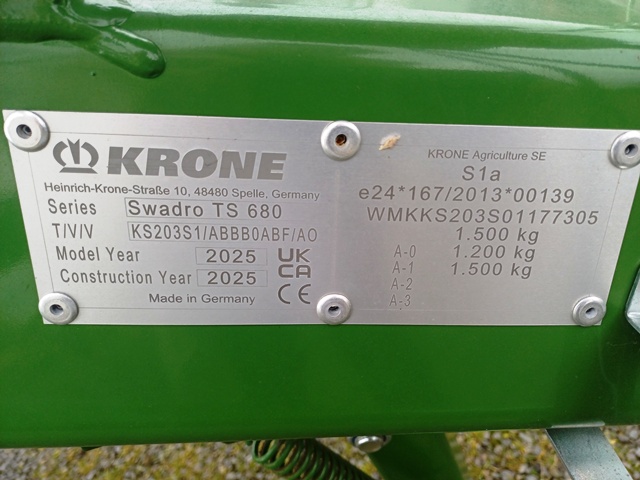 KRONE
Heinrich-Krone-Straße 10, 48480 Spelle, Germany
Series Swadro TS 680
T/V/V KS203S1/ABBB0ABF/AO
Model Year 2025
Construction Year 2025
UK
CA
CE
Made in Germany
KRONE Agriculture SE
S1a
e24*167/2013*00139
WMKKS203S01177305
1.500 kg
A-0 1.200 kg
A-1 1.500 kg
A-2
A-3